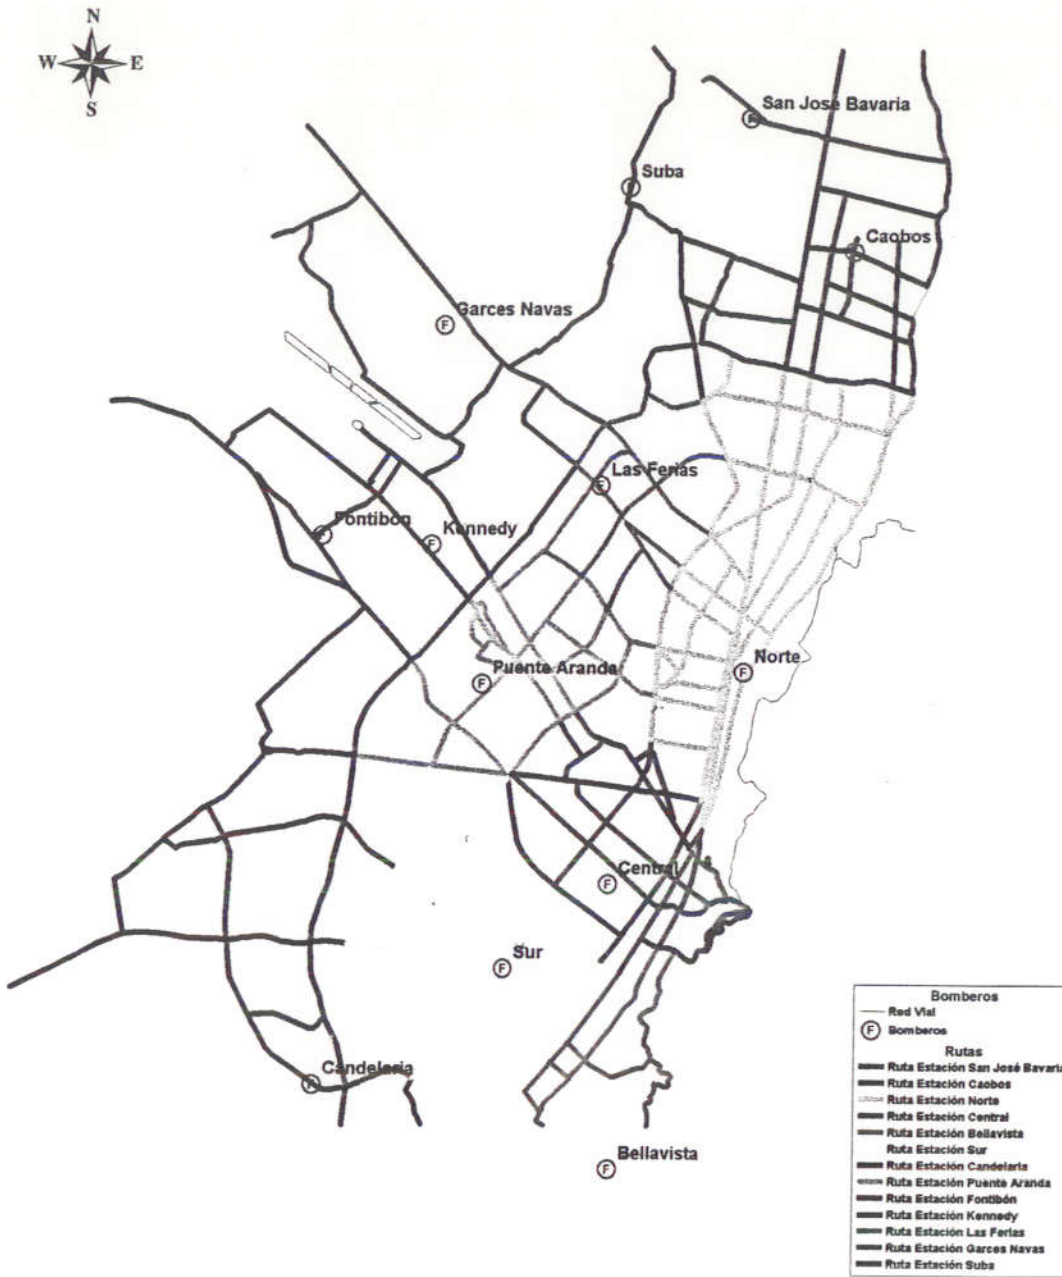 N
W E
S
San José Bavaria
Suba
Caobos
Garces Navas
Las Ferias
Fontibón
Kennedy
Norte
Puente Aranda
Central
Sur
Candelaria
Bellavista
Bomberos
Red Vial
F Bomberos
Rutas
Ruta Estación San José Bavaria
Ruta Estación Caobos
Ruta Estación Norte
Ruta Estación Central
Ruta Estación Bellavista
Ruta Estación Sur
Ruta Estación Candelaria
Ruta Estación Puente Aranda
Ruta Estación Fontibón
Ruta Estación Kennedy
Ruta Estación Las Ferias
Ruta Estación Garces Navas
Ruta Estación Suba